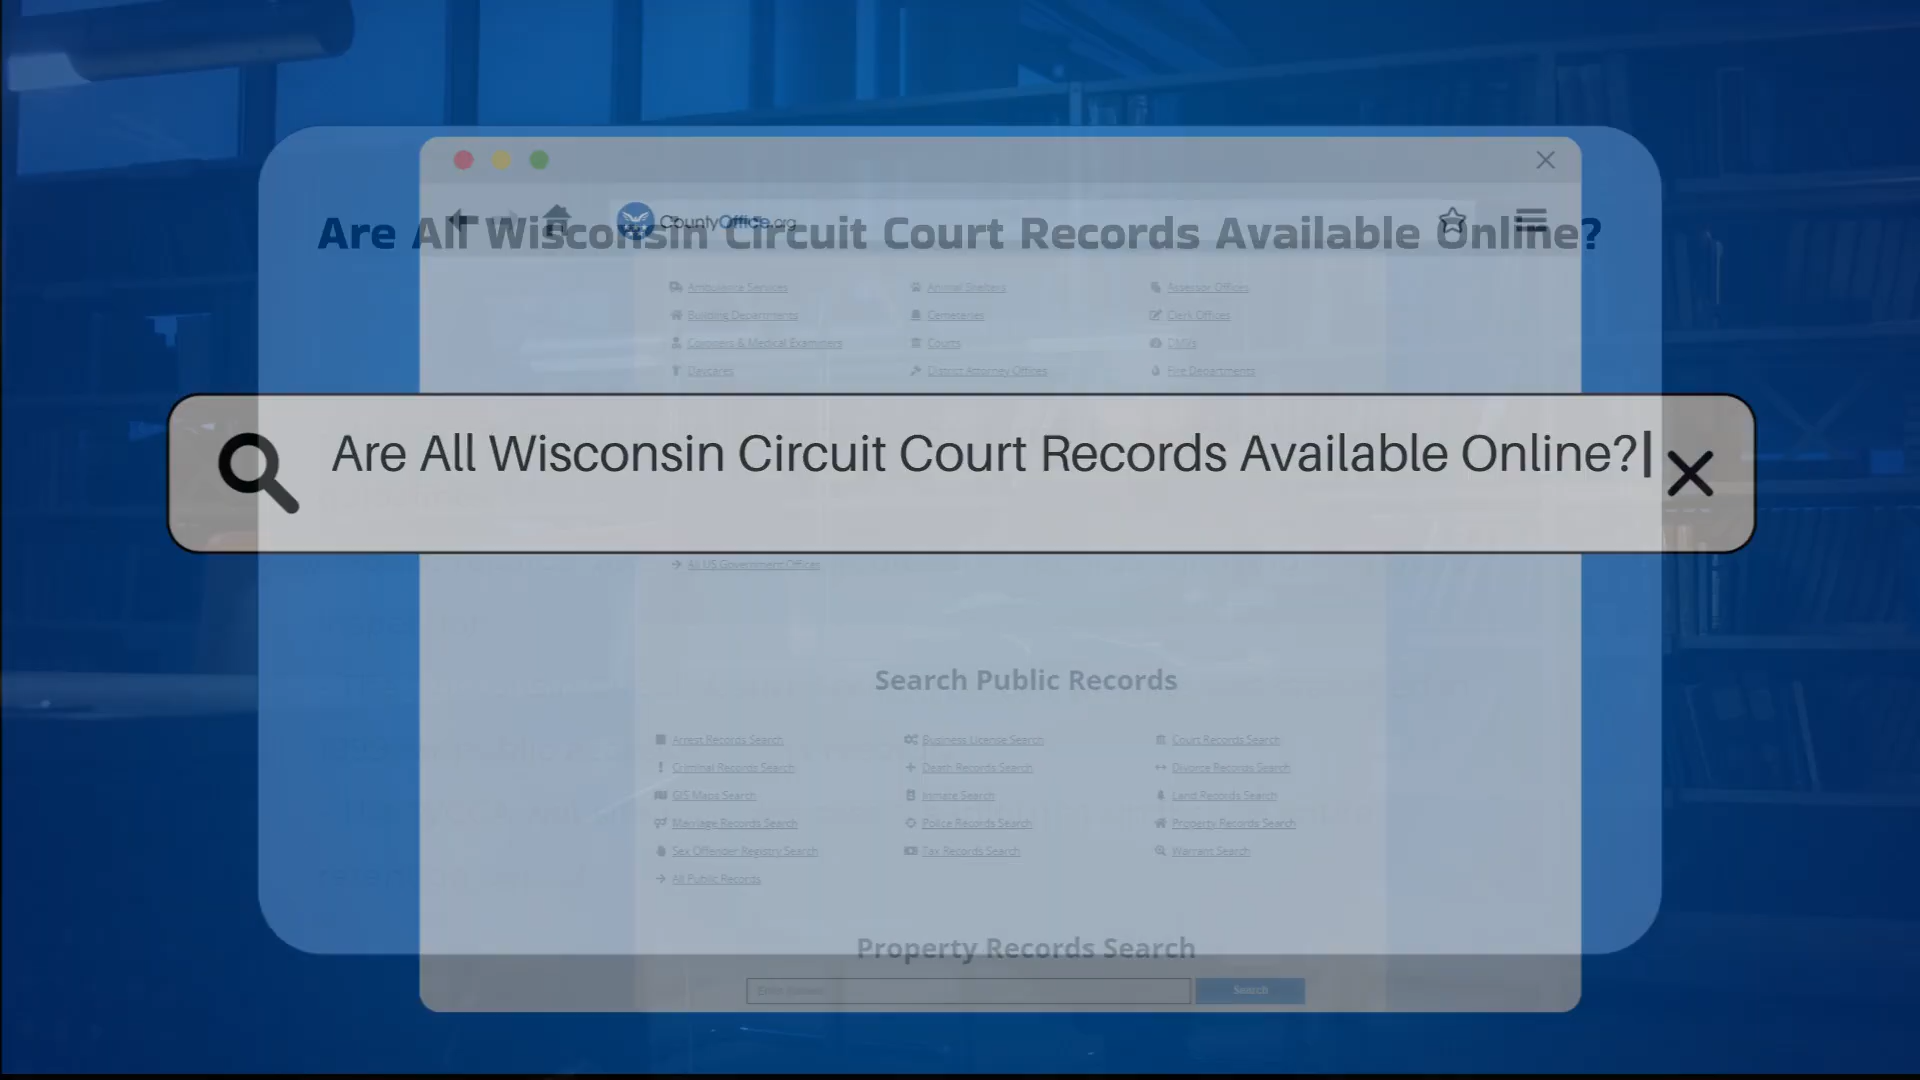 CountyOffice.org
Are All Wisconsin Circuit Court Records Available Online?
Ambulance Services Animal Shelters Assessor Offices
Building Departments Cemeteries Clerk Offices
Coroners & Medical Examiners Courts DMVs
Daycares District Attorney Offices Fire Departments
Are All Wisconsin Circuit Court Records Available Online?
All US Government Offices
Search Public Records
Arrest Records Search Business License Search Court Records Search
Criminal Records Search Death Records Search Divorce Records Search
GIS Maps Search Inmate Search Land Records Search
Marriage Records Search Police Records Search Property Records Search
Sex Offender Registry Search Tax Records Search Warrant Search
All Public Records
Property Records Search
Search